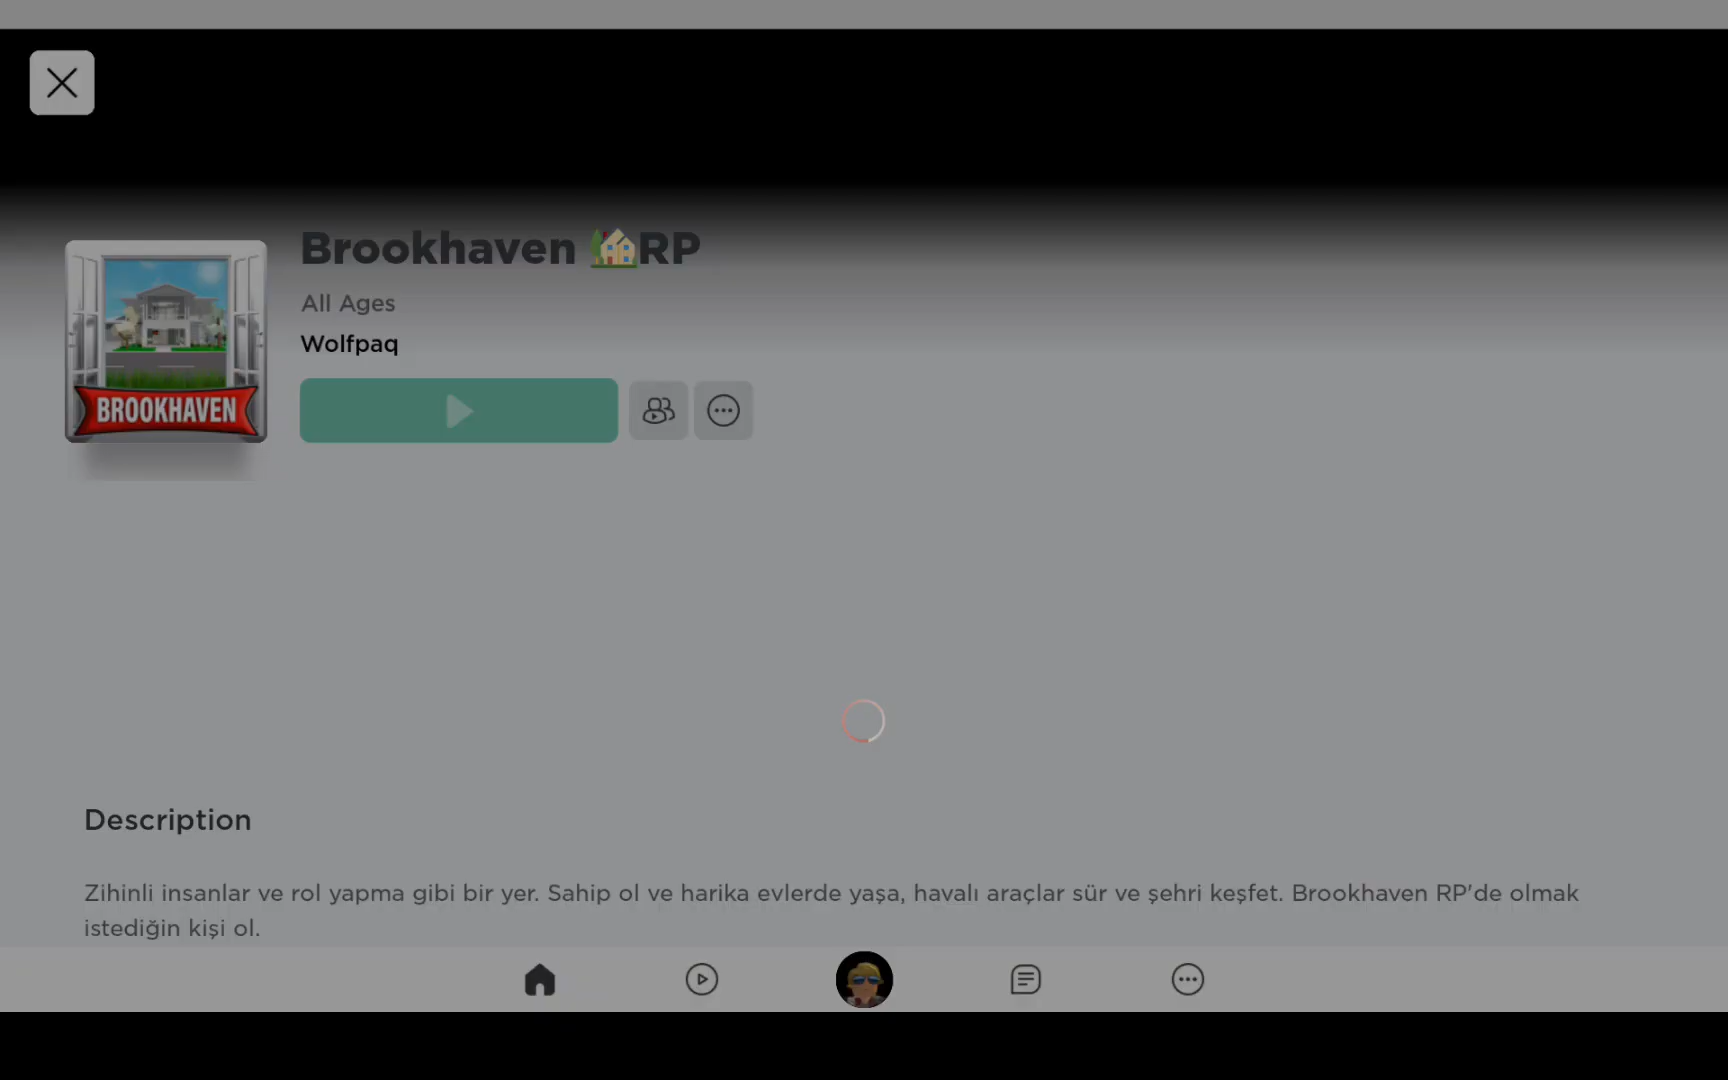 Brookhaven 🏡RP
All Ages
Wolfpaq
BROOKHAVEN
Description
Zihinli insanlar ve rol yapma gibi bir yer. Sahip ol ve harika evlerde yaşa, havalı araçlar sür ve şehri keşfet. Brookhaven RP'de olmak
istediğin kişi ol.